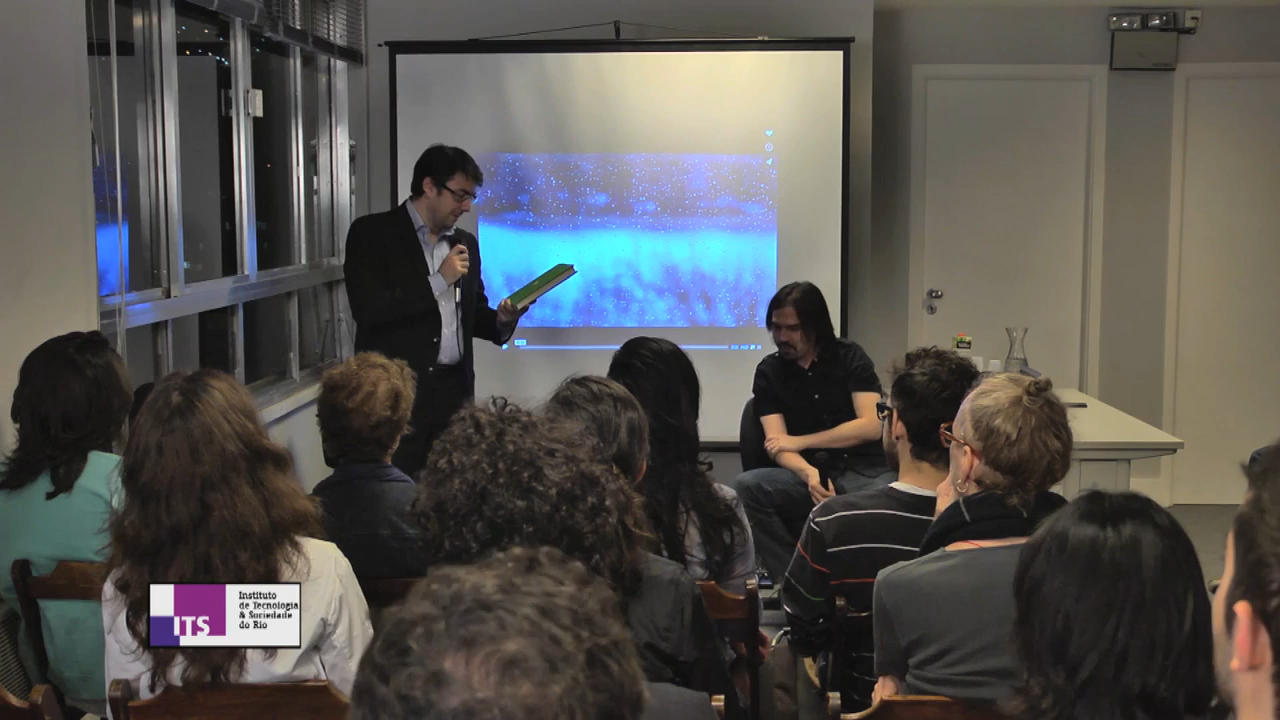 ITS
Instituto
de Tecnologia
& Sociedade
do Rio